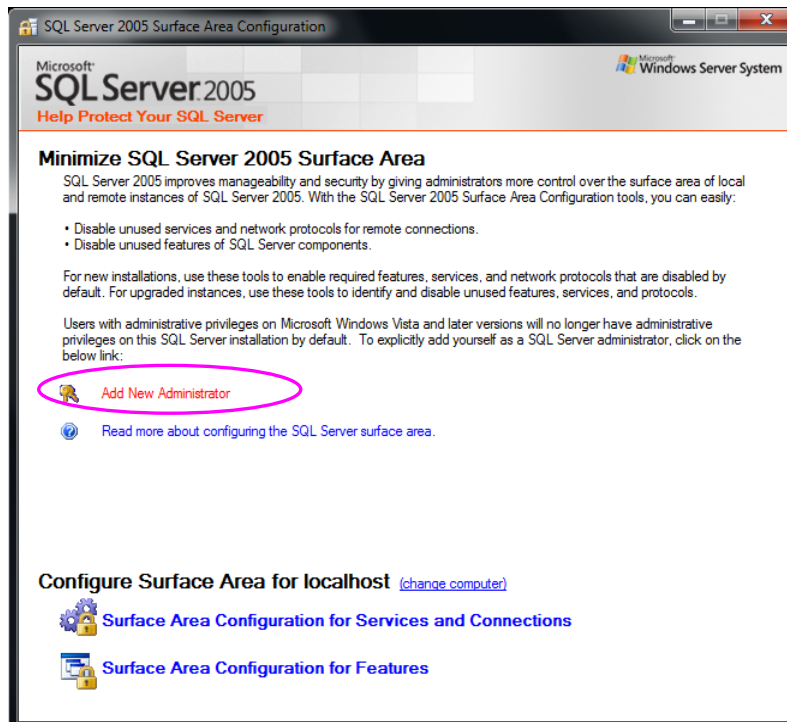 SQL Server 2005 Surface Area Configuration
Microsoft
SQL Server 2005
Help Protect Your SQL Server
Microsoft
Windows Server System
Minimize SQL Server 2005 Surface Area
SQL Server 2005 improves manageability and security by giving administrators more control over the surface area of local
and remote instances of SQL Server 2005. With the SQL Server 2005 Surface Area Configuration tools, you can easily:
• Disable unused services and network protocols for remote connections.
• Disable unused features of SQL Server components.
For new installations, use these tools to enable required features, services, and network protocols that are disabled by
default. For upgraded instances, use these tools to identify and disable unused features, services, and protocols.
Users with administrative privileges on Microsoft Windows Vista and later versions will no longer have administrative
privileges on this SQL Server installation by default. To explicitly add yourself as a SQL Server administrator, click on the
below link:
Add New Administrator
Read more about configuring the SQL Server surface area.
Configure Surface Area for localhost (change computer)
Surface Area Configuration for Services and Connections
Surface Area Configuration for Features